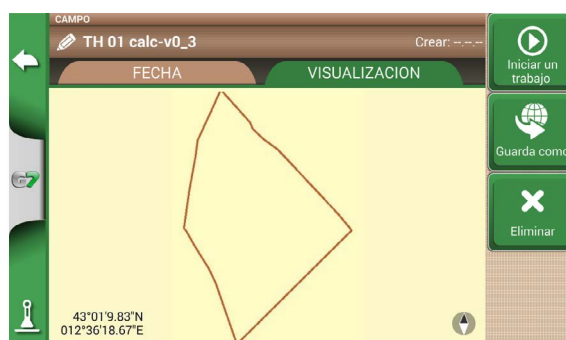 CAMPO
TH 01 calc-v0_3
Crear: --.--.--
FECHA
VISUALIZACION
Iniciar un
trabajo
Guarda como
Eliminar
G7
43°01'9.83"N
012°36'18.67"E